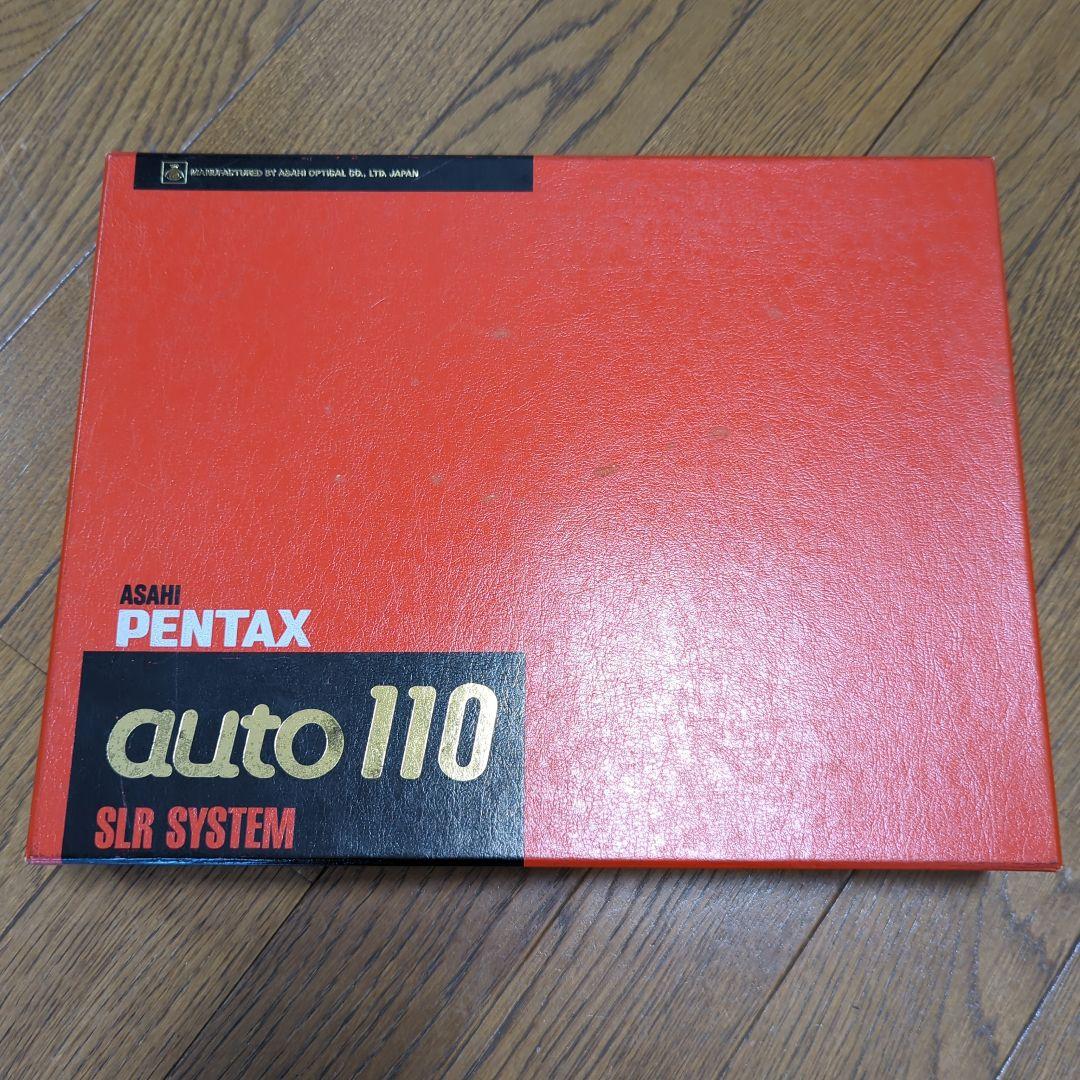 MANUFACTURED BY ASAHI OPTICAL CO., LTD. JAPAN
ASAHI
PENTAX
auto 110
SLR SYSTEM